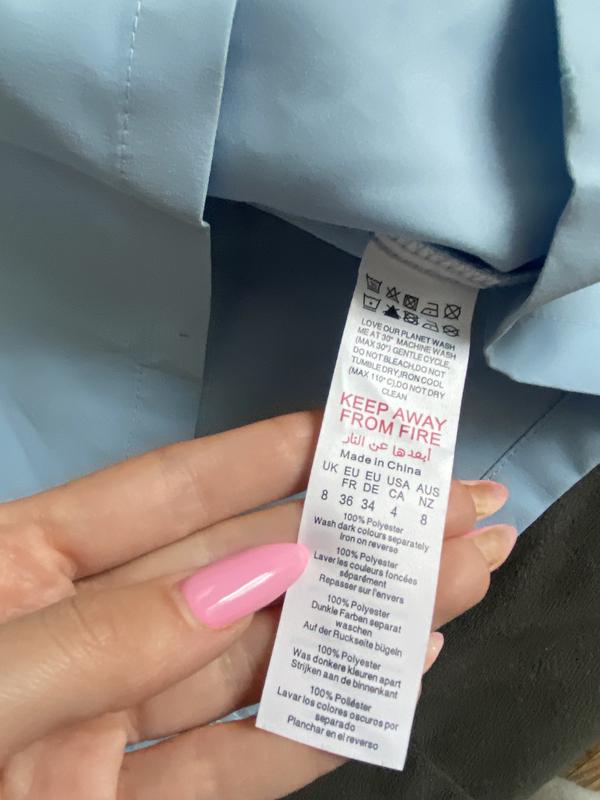 LOVE OUR PLANET WASH
ME AT 30° MACHINE WASH
(MAX 30°) GENTLE CYCLE,
DO NOT BLEACH,DO NOT
TUMBLE DRY,IRON COOL
(MAX 110°C),DO NOT DRY
CLEAN
KEEP AWAY
FROM FIRE
أبعدها عن النار
Made in China
UK EU EU USA AUS
FR DE CA NZ
8 36 34 4 8
100% Polyester
Wash dark colours separately
Iron on reverse
100% Polyester
Laver les couleurs foncées
séparément
Repasser sur l'envers
100% Polyester
Dunkle Farben separat
waschen
Auf der Ruckseite bügeln
100% Polyester
Was donkere kleuren apart
Strijken aan de binnenkant
100% Poliéster
Lavar los colores oscuros por
separado
Planchar en el reverso